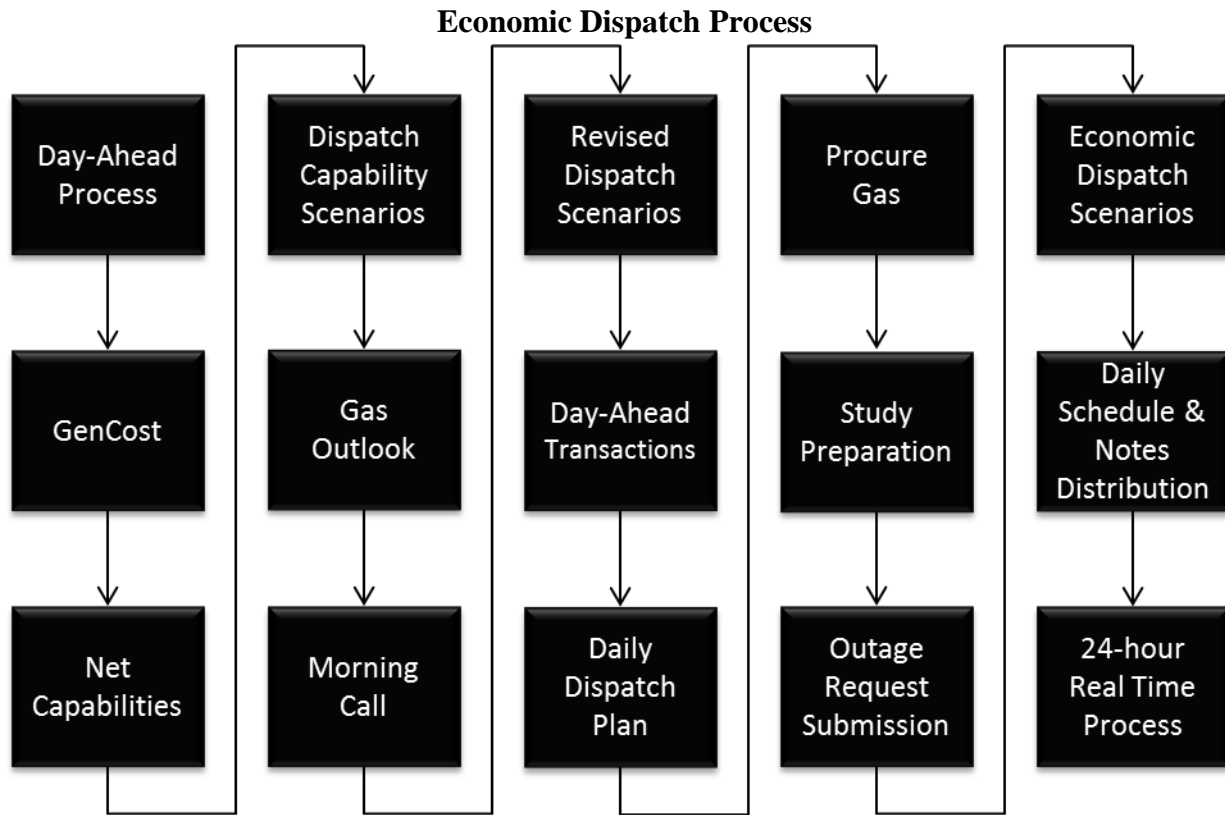 Economic Dispatch Process
Day-Ahead
Process
GenCost
Net
Capabilities
Dispatch
Capability
Scenarios
Gas
Outlook
Morning
Call
Revised
Dispatch
Scenarios
Day-Ahead
Transactions
Daily
Dispatch
Plan
Procure
Gas
Study
Preparation
Outage
Request
Submission
Economic
Dispatch
Scenarios
Daily
Schedule &
Notes
Distribution
24-hour
Real Time
Process